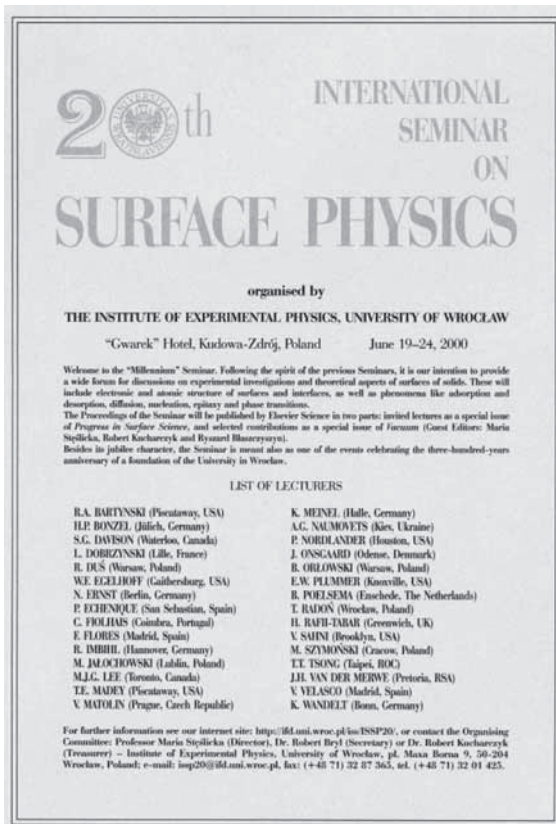 20th
INTERNATIONAL
SEMINAR
ON
SURFACE PHYSICS
organised by
THE INSTITUTE OF EXPERIMENTAL PHYSICS, UNIVERSITY OF WROCŁAW
"Gwarek" Hotel, Kudowa-Zdrój, Poland June 19–24, 2000
Welcome to the "Millennium" Seminar. Following the spirit of the previous Seminars, it is our intention to provide
a wide forum for discussions on experimental investigations and theoretical aspects of surfaces of solids. These will
include electronic and atomic structure of surfaces and interfaces, as well as phenomena like adsorption and
desorption, diffusion, nucleation, epitaxy and phase transitions.
The Proceedings of the Seminar will be published by Elsevier Science in two parts: invited lectures as a special issue
of Progress in Surface Science, and selected contributions as a special issue of Vacuum (Guest Editors: Maria
Stęślicka, Robert Kucharczyk and Ryszard Błaszczyszyn).
Besides its jubilee character, the Seminar is meant also as one of the events celebrating the three-hundred-years
anniversary of a foundation of the University in Wrocław.
LIST OF LECTURERS
R.A. BARTYNSKI (Piscataway, USA)
H.P. BONZEL (Jülich, Germany)
S.G. DAVISON (Waterloo, Canada)
L. DOBRZYNSKI (Lille, France)
R. DUŚ (Warsaw, Poland)
W.F. EGELHOFF (Gaithersburg, USA)
N. ERNST (Berlin, Germany)
P. ECHENIQUE (San Sebastian, Spain)
C. FIOLHAIS (Coimbra, Portugal)
F. FLORES (Madrid, Spain)
R. IMBIHL (Hannover, Germany)
M. JAŁOCHOWSKI (Lublin, Poland)
M.J.G. LEE (Toronto, Canada)
T.E. MADEY (Piscataway, USA)
V. MATOLIN (Prague, Czech Republic)
K. MEINEL (Halle, Germany)
A.G. NAUMOVETS (Kiev, Ukraine)
P. NORDLANDER (Houston, USA)
J. ONSGAARD (Odense, Denmark)
B. ORŁOWSKI (Warsaw, Poland)
E.W. PLUMMER (Knoxville, USA)
B. POELSEMA (Enschede, The Netherlands)
T. RADOŃ (Wrocław, Poland)
H. RAFII-TABAR (Greenwich, UK)
V. SAHNI (Brooklyn, USA)
M. SZYMOŃSKI (Cracow, Poland)
T.T. TSONG (Taipei, ROC)
J.H. VAN DER MERWE (Pretoria, RSA)
V. VELASCO (Madrid, Spain)
K. WANDELT (Bonn, Germany)
For further information see our internet site: http://ifd.uni.wroc.pl/iss/ISSP20/, or contact the Organising
Committee: Professor Maria Stęślicka (Director), Dr. Robert Bryl (Secretary) or Dr. Robert Kucharczyk
(Treasurer) – Institute of Experimental Physics, University of Wrocław, pl. Maxa Borna 9, 50-204
Wrocław, Poland; e-mail: issp20@ifd.uni.wroc.pl, fax: (+48 71) 32 87 365, tel. (+48 71) 32 01 425.